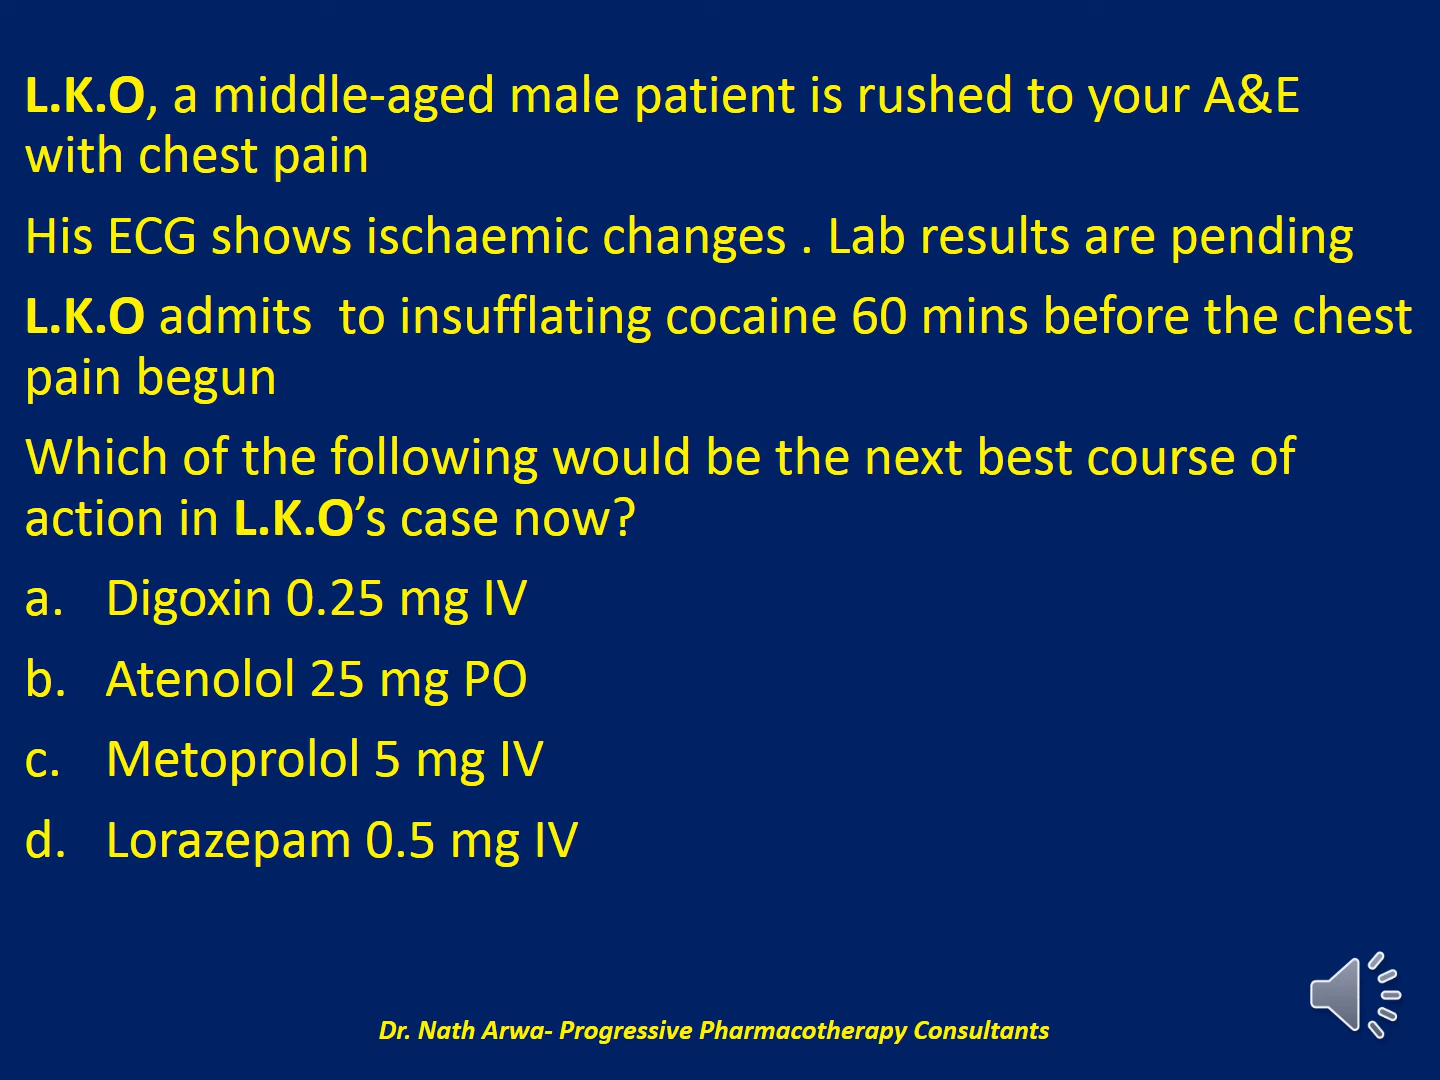 L.K.O, a middle-aged male patient is rushed to your A&E
with chest pain
His ECG shows ischaemic changes . Lab results are pending
L.K.O admits  to insufflating cocaine 60 mins before the chest
pain begun
Which of the following would be the next best course of
action in L.K.O’s case now?
a. Digoxin 0.25 mg IV
b. Atenolol 25 mg PO
c. Metoprolol 5 mg IV
d. Lorazepam 0.5 mg IV
Dr. Nath Arwa- Progressive Pharmacotherapy Consultants